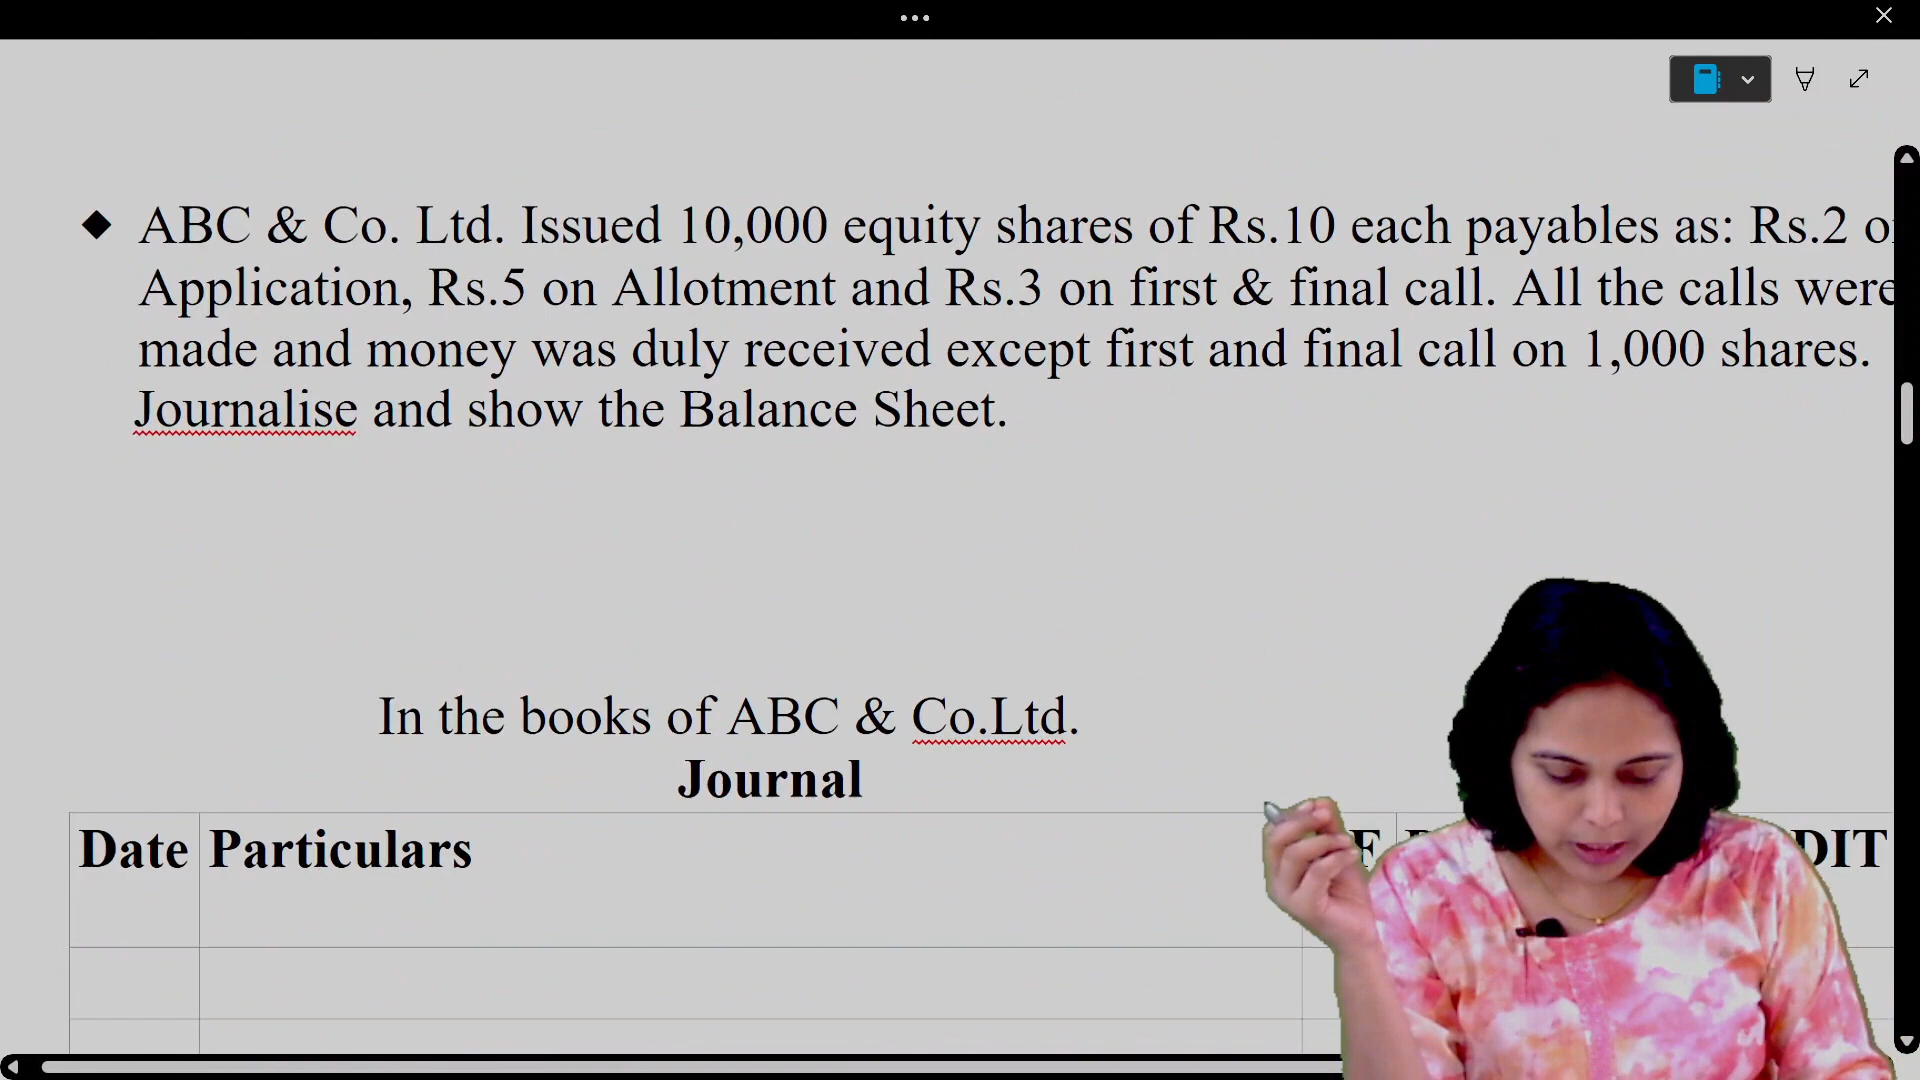 ◆ ABC & Co. Ltd. Issued 10,000 equity shares of Rs.10 each payables as: Rs.2
Application, Rs.5 on Allotment and Rs.3 on first & final call. All the calls were
made and money was duly received except first and final call on 1,000 shares.
Journalise and show the Balance Sheet.
In the books of ABC & Co.Ltd.
Journal
Date Particulars